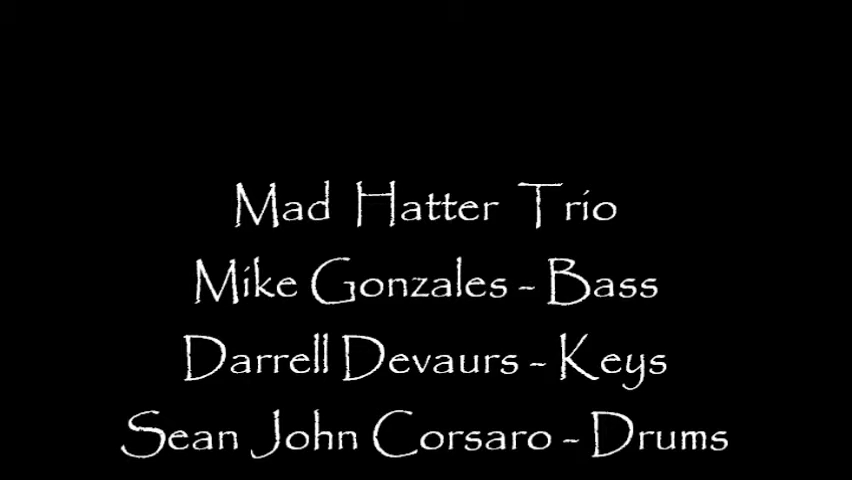 Mad Hatter Trio
Mike Gonzales - Bass
Darrell Devaurs - Keys
Sean John Corsaro - Drums